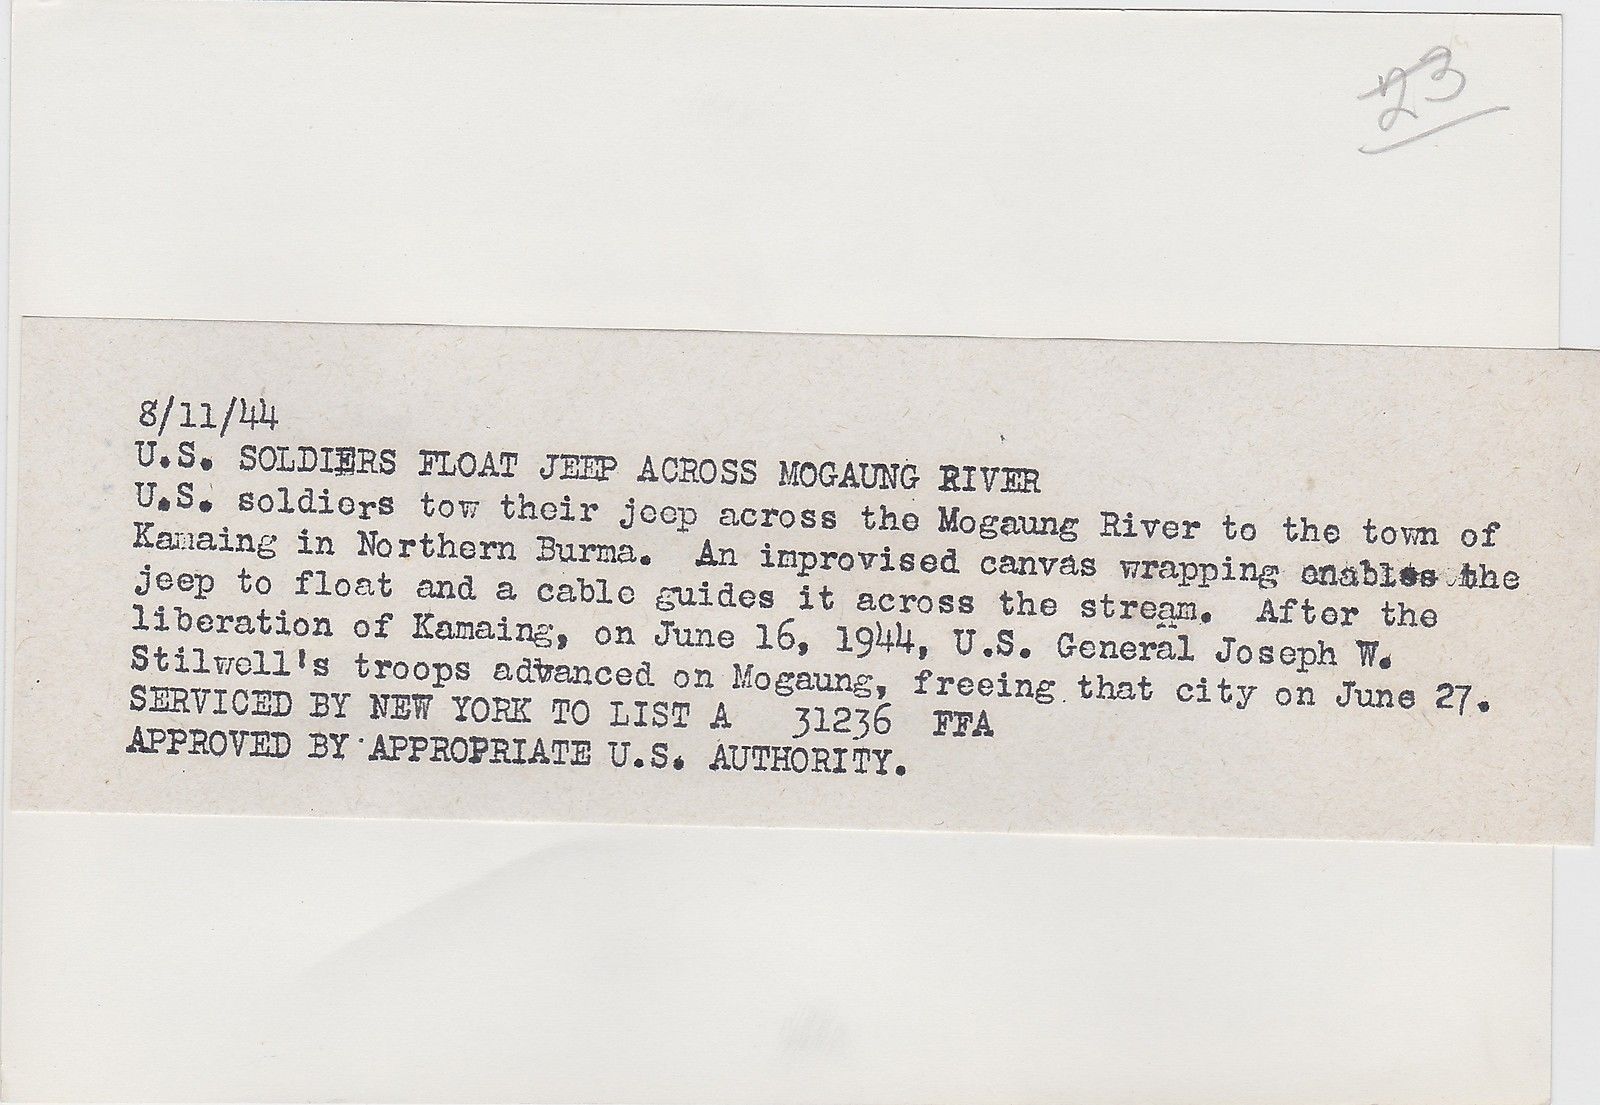 23
8/11/44
U.S. SOLDIERS FLOAT JEEP ACROSS MOGAUNG RIVER
U.S. soldiers tow their jeep across the Mogaung River to the town of
Kamaing in Northern Burma. An improvised canvas wrapping enables the
jeep to float and a cable guides it across the stream. After the
liberation of Kamaing, on June 16, 1944, U.S. General Joseph W.
Stilwell's troops advanced on Mogaung, freeing that city on June 27.
SERVICED BY NEW YORK TO LIST A 31236 FFA
APPROVED BY APPROPRIATE U.S. AUTHORITY.